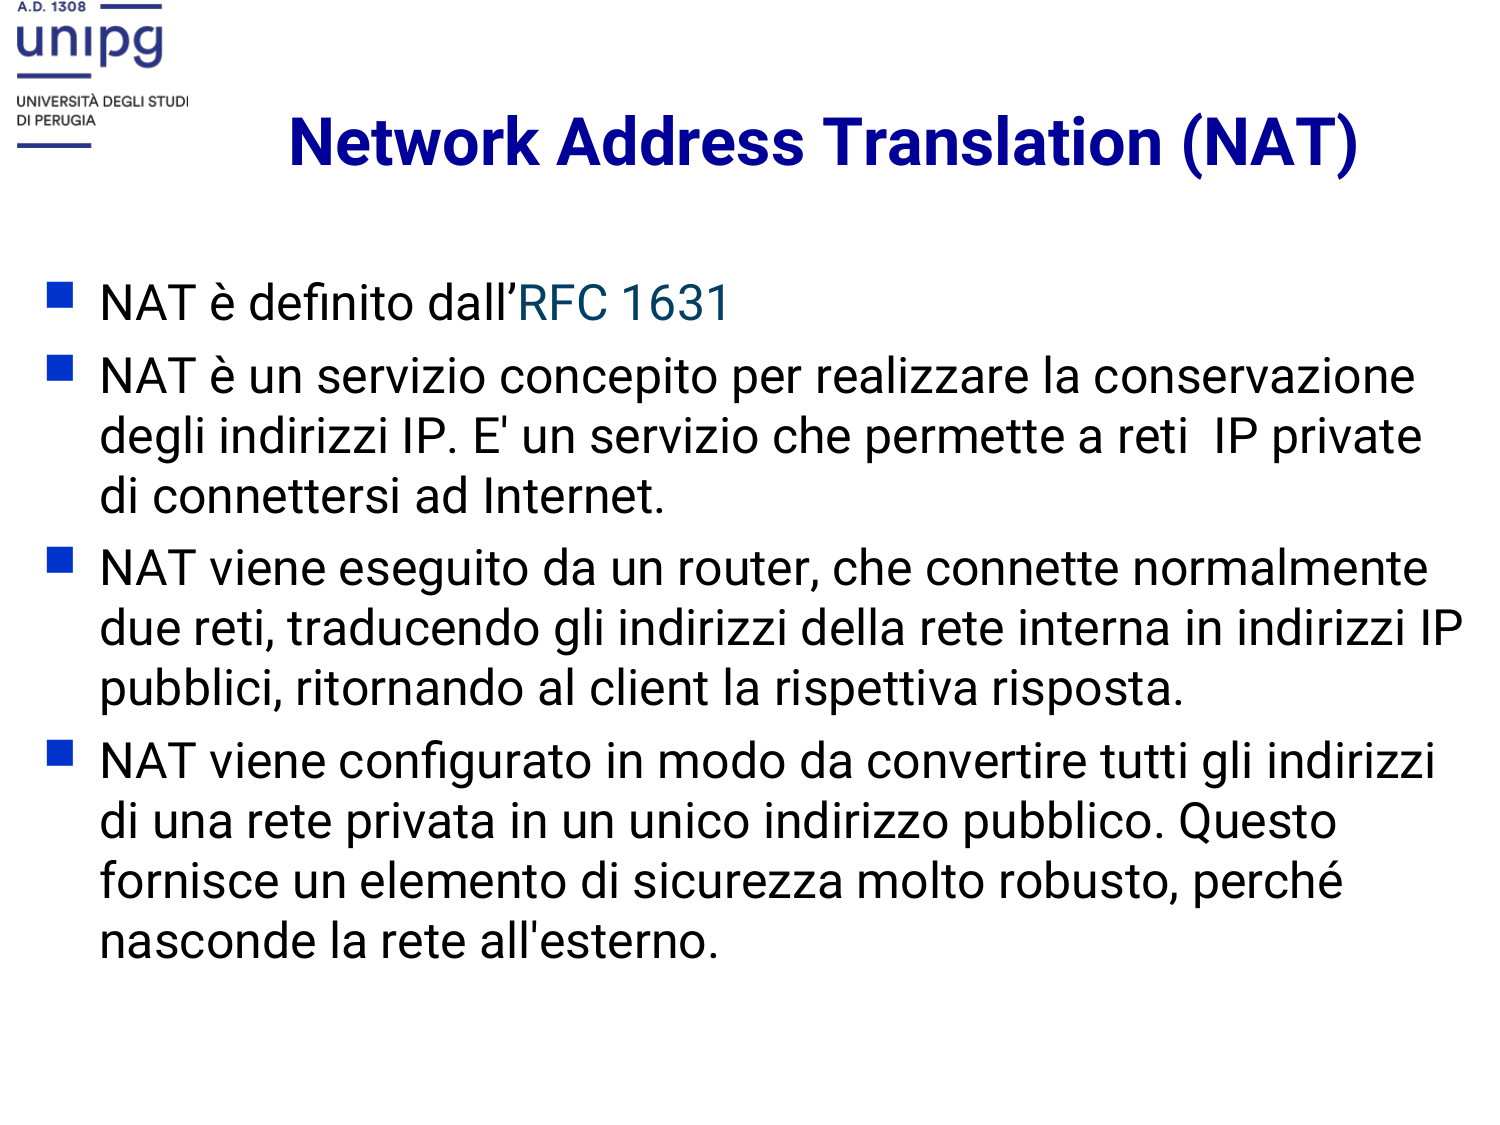 A.D. 1308
unipg
UNIVERSITÀ DEGLI STUDI
DI PERUGIA
Network Address Translation (NAT)
NAT è definito dall’RFC 1631
NAT è un servizio concepito per realizzare la conservazione
degli indirizzi IP. E' un servizio che permette a reti  IP private
di connettersi ad Internet.
NAT viene eseguito da un router, che connette normalmente
due reti, traducendo gli indirizzi della rete interna in indirizzi IP
pubblici, ritornando al client la rispettiva risposta.
NAT viene configurato in modo da convertire tutti gli indirizzi
di una rete privata in un unico indirizzo pubblico. Questo
fornisce un elemento di sicurezza molto robusto, perché
nasconde la rete all'esterno.